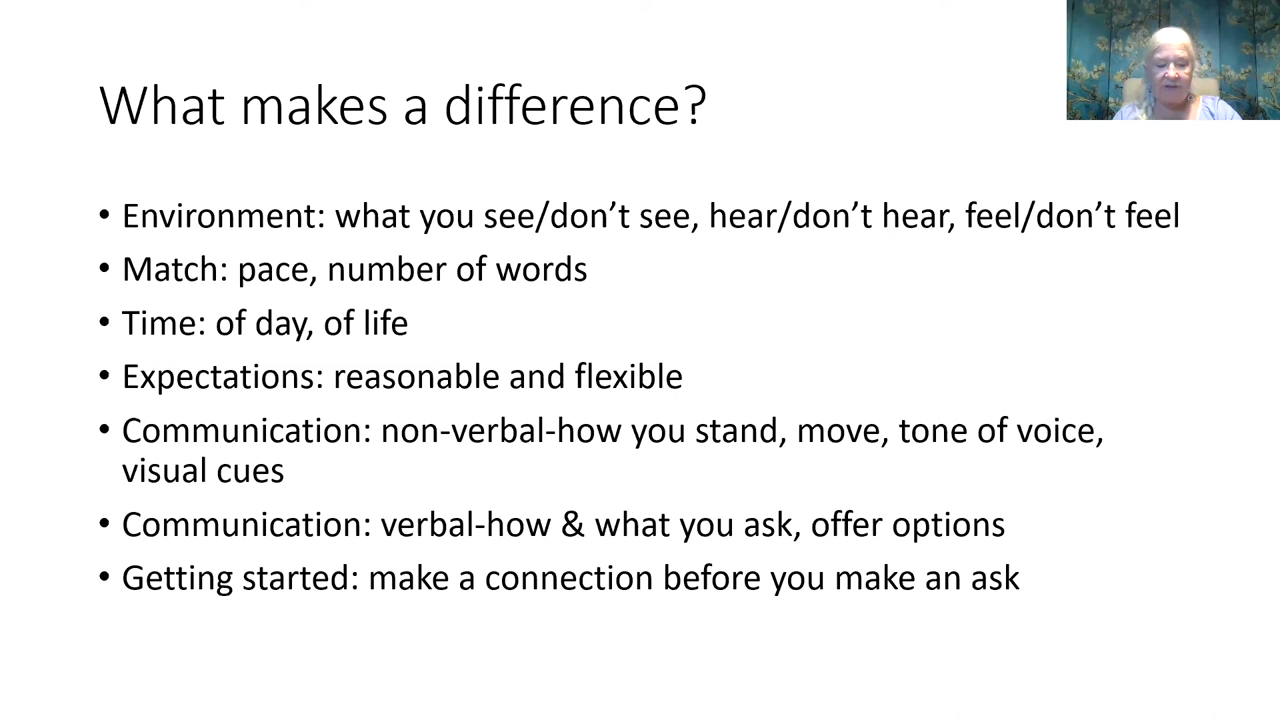 What makes a difference?
• Environment: what you see/don’t see, hear/don’t hear, feel/don’t feel
• Match: pace, number of words
• Time: of day, of life
• Expectations: reasonable and flexible
• Communication: non-verbal-how you stand, move, tone of voice,
visual cues
• Communication: verbal-how & what you ask, offer options
• Getting started: make a connection before you make an ask